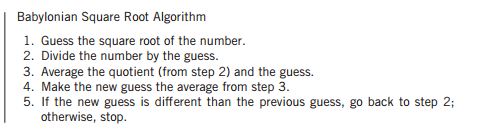 Babylonian Square Root Algorithm
1. Guess the square root of the number.
2. Divide the number by the guess.
3. Average the quotient (from step 2) and the guess.
4. Make the new guess the average from step 3.
5. If the new guess is different than the previous guess, go back to step 2;
otherwise, stop.